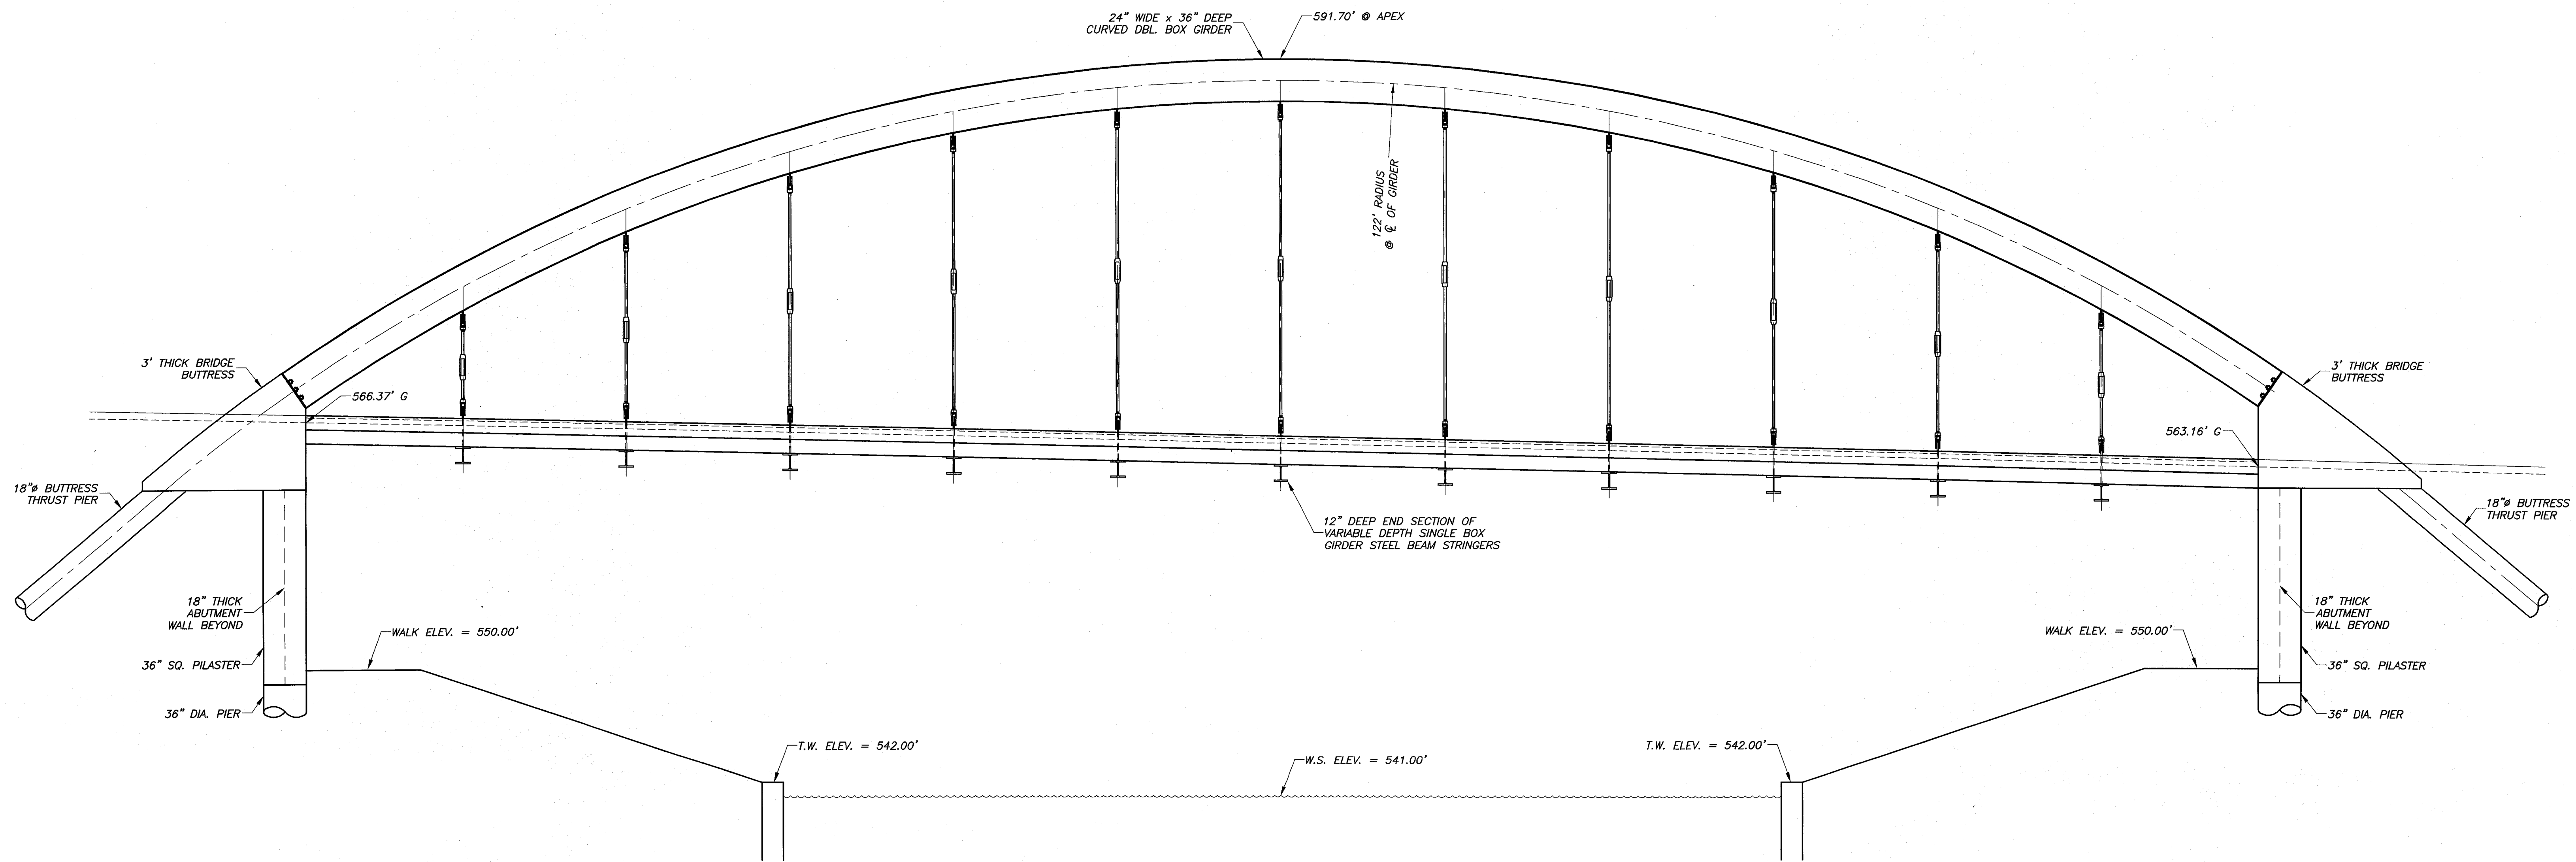 24" WIDE x 36" DEEP
CURVED DBL. BOX GIRDER
591.70' @ APEX
122' RADIUS
@ ℄ OF GIRDER
3' THICK BRIDGE
BUTTRESS
566.37' G
18"ø BUTTRESS
THRUST PIER
18" THICK
ABUTMENT
WALL BEYOND
36" SQ. PILASTER
36" DIA. PIER
WALK ELEV. = 550.00'
T.W. ELEV. = 542.00'
12" DEEP END SECTION OF
VARIABLE DEPTH SINGLE BOX
GIRDER STEEL BEAM STRINGERS
W.S. ELEV. = 541.00'
T.W. ELEV. = 542.00'
WALK ELEV. = 550.00'
563.16' G
3' THICK BRIDGE
BUTTRESS
18"ø BUTTRESS
THRUST PIER
18" THICK
ABUTMENT
WALL BEYOND
36" SQ. PILASTER
36" DIA. PIER